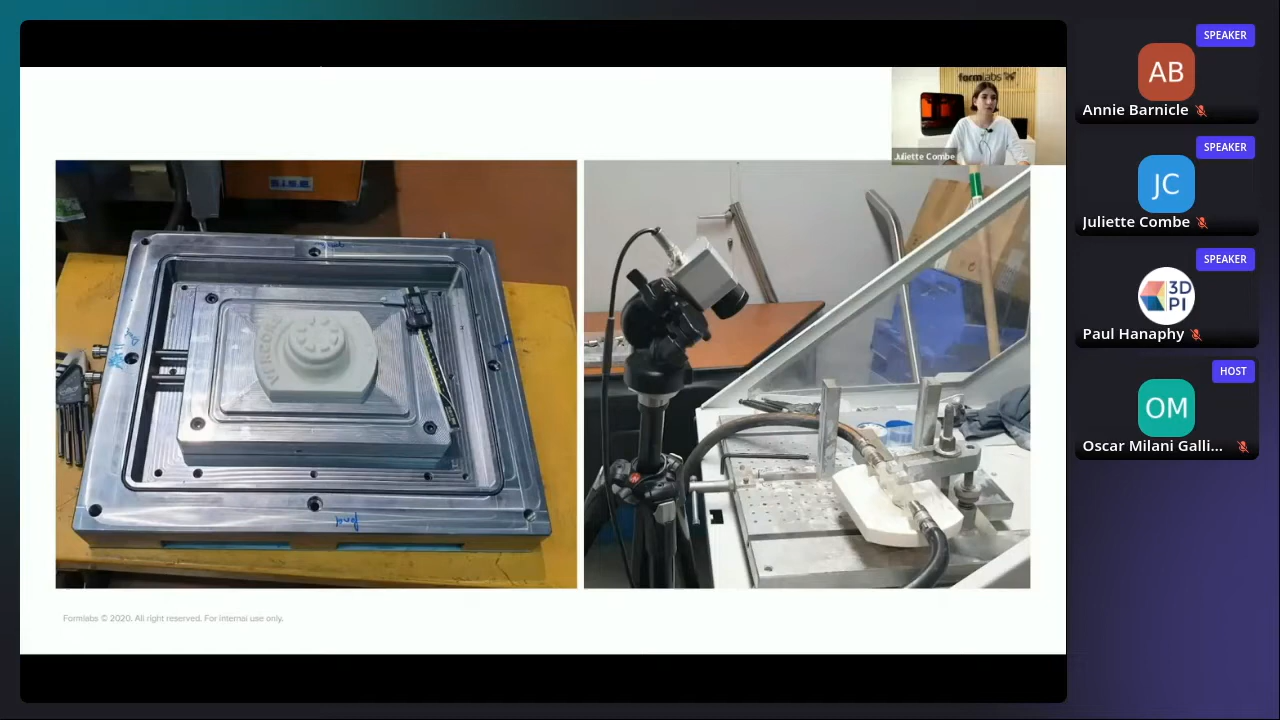 formlabs
Juliette Combe
Formlabs © 2020. All right reserved. For internal use only.
SPEAKER
AB
Annie Barnicle
SPEAKER
JC
Juliette Combe
SPEAKER
3D
PI
Paul Hanaphy
HOST
OM
Oscar Milani Galli...